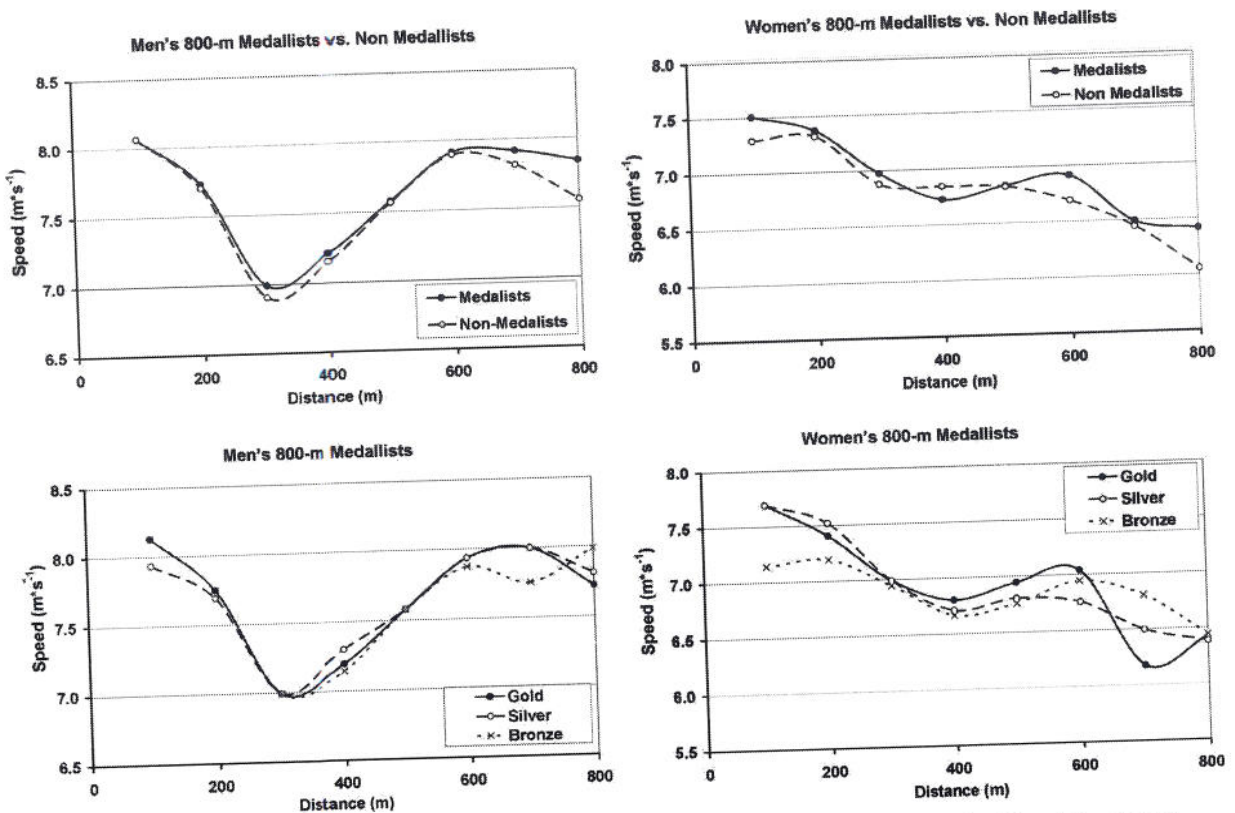 Men's 800-m Medallists vs. Non Medallists
8.5
8.0
7.5
7.0
6.5
Speed (m*s-1)
Medalists
Non-Medalists
0 200 400 600 800
Distance (m)
Women's 800-m Medallists vs. Non Medallists
8.0
7.5
7.0
6.5
6.0
5.5
Speed (m*s-1)
Medalists
Non Medalists
0 200 400 600 800
Distance (m)
Men's 800-m Medallists
8.5
8.0
7.5
7.0
6.5
Speed (m*s-1)
Gold
Silver
Bronze
0 200 400 600 800
Distance (m)
Women's 800-m Medallists
8.0
7.5
7.0
6.5
6.0
5.5
Speed (m*s-1)
Gold
Silver
Bronze
0 200 400 600 800
Distance (m)